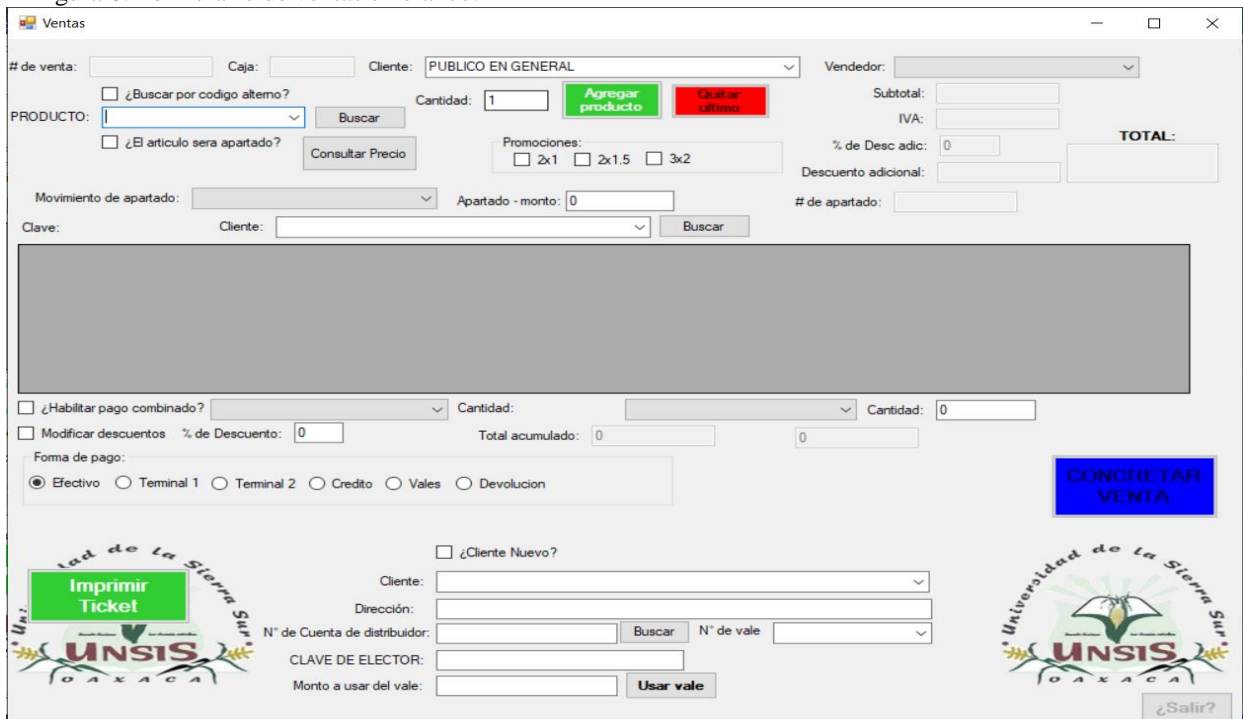 Ventas
# de venta: Caja: Cliente: PUBLICO EN GENERAL Vendedor:
¿Buscar por codigo alterno? Cantidad: 1 Agregar producto Quitar ultimo Subtotal:
PRODUCTO: Buscar IVA:
¿El articulo sera apartado? Consultar Precio Promociones: % de Desc adic: 0 TOTAL:
2x1 2x1.5 3x2
Descuento adicional:
Movimiento de apartado: Apartado - monto: 0 # de apartado:
Clave: Cliente: Buscar
¿Habilitar pago combinado? Cantidad: Cantidad: 0
Modificar descuentos % de Descuento: 0 Total acumulado: 0 0
Forma de pago:
Efectivo Terminal 1 Terminal 2 Credito Vales Devolucion
CONCRETAR VENTA
¿Cliente Nuevo?
Imprimir Ticket
Cliente:
Dirección:
N° de Cuenta de distribuidor: Buscar N° de vale
CLAVE DE ELECTOR:
Monto a usar del vale: Usar vale
UNSIS
OAXACA
Universidad de la Sierra Sur
UNSIS
OAXACA
¿Salir?